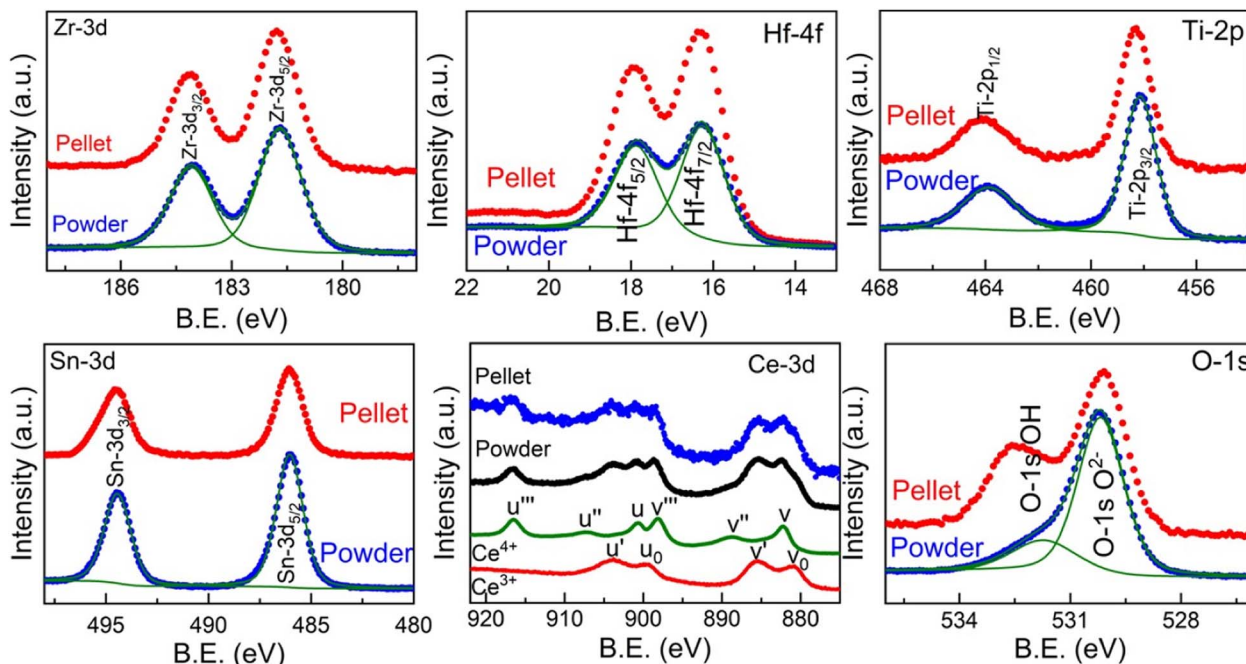 Zr-3d
Zr-3d3/2
Zr-3d5/2
Pellet
Powder
Intensity (a.u.)
186 183 180
B.E. (eV)
Hf-4f
Pellet
Hf-4f5/2
Hf-4f7/2
Powder
Intensity (a.u.)
22 20 18 16 14
B.E. (eV)
Ti-2p
Ti-2p1/2
Pellet
Ti-2p3/2
Powder
Intensity (a.u.)
468 464 460 456
B.E. (eV)
Sn-3d
Pellet
Sn-3d3/2
Sn-3d5/2
Powder
Intensity (a.u.)
495 490 485 480
B.E. (eV)
Ce-3d
Pellet
Powder
u''' u'' u v''' v'' v
Ce4+
u' u0 v' v0
Ce3+
Intensity (a.u.)
920 910 900 890 880
B.E. (eV)
O-1s
O-1s OH
O-1s O2-
Pellet
Powder
Intensity (a.u.)
534 531 528
B.E. (eV)